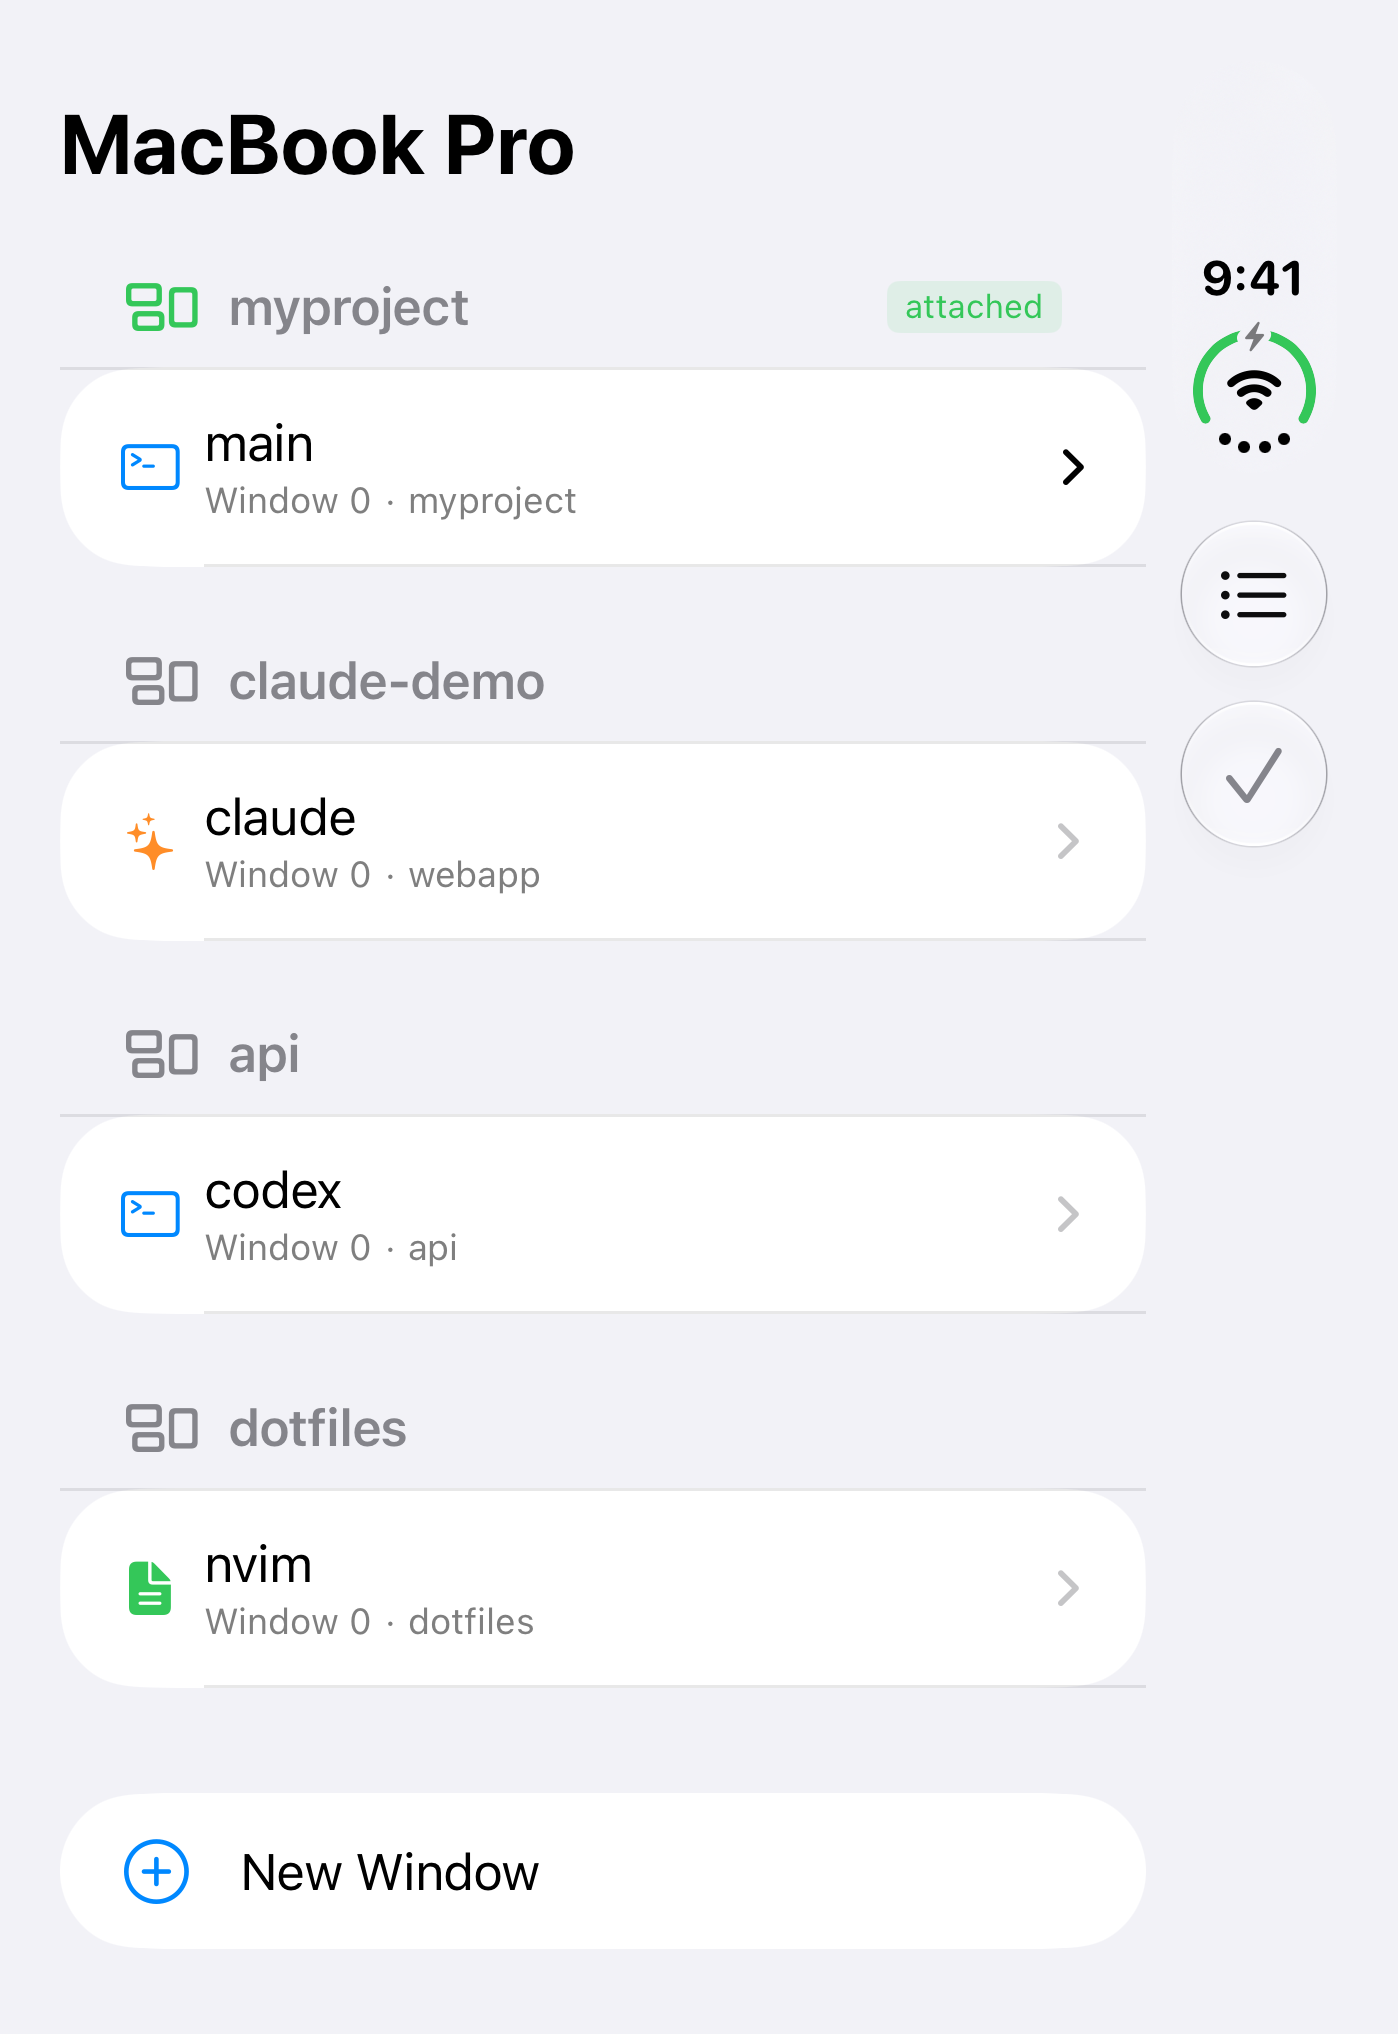 MacBook Pro
9:41
myproject
attached
main
Window 0 · myproject
claude-demo
claude
Window 0 · webapp
api
codex
Window 0 · api
dotfiles
nvim
Window 0 · dotfiles
New Window